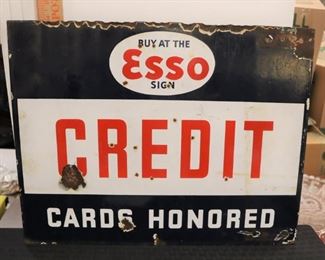 BUY AT THE
Esso
SIGN
CREDIT
CARDS HONORED